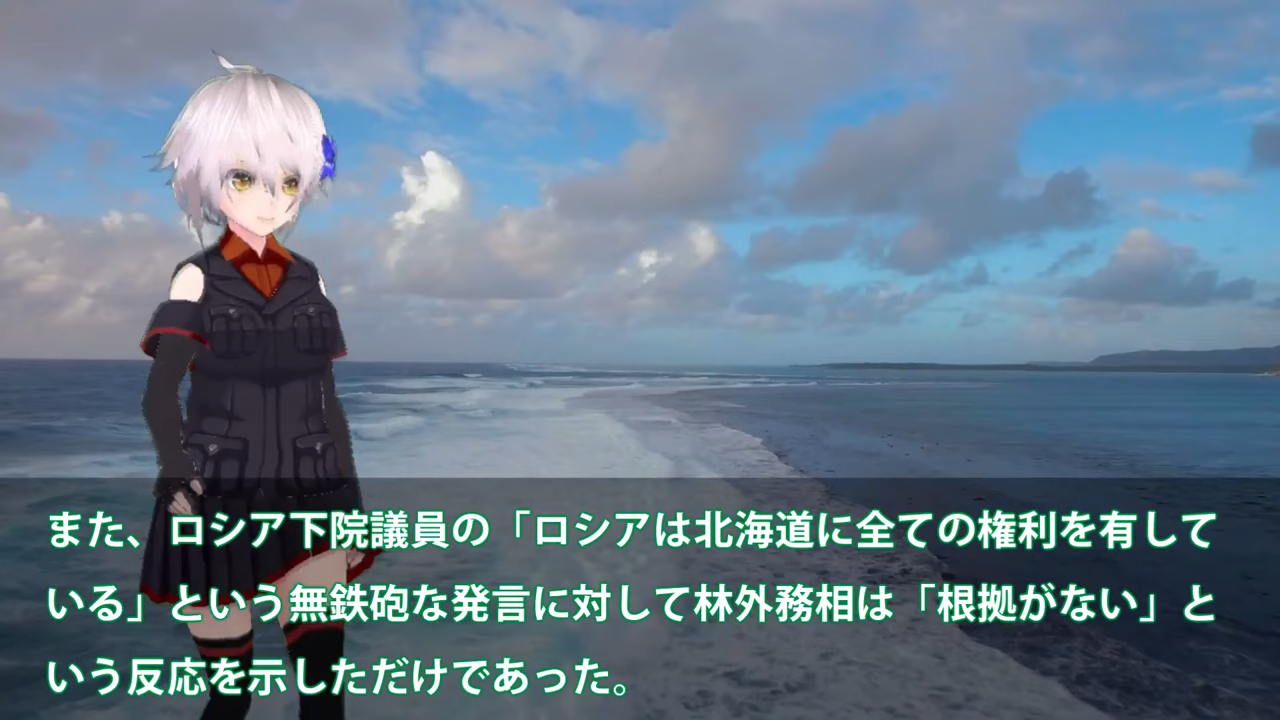 また、ロシア下院議員の「ロシアは北海道に全ての権利を有して
いる」という無鉄砲な発言に対して林外務相は「根拠がない」と
いう反応を示しただけであった。